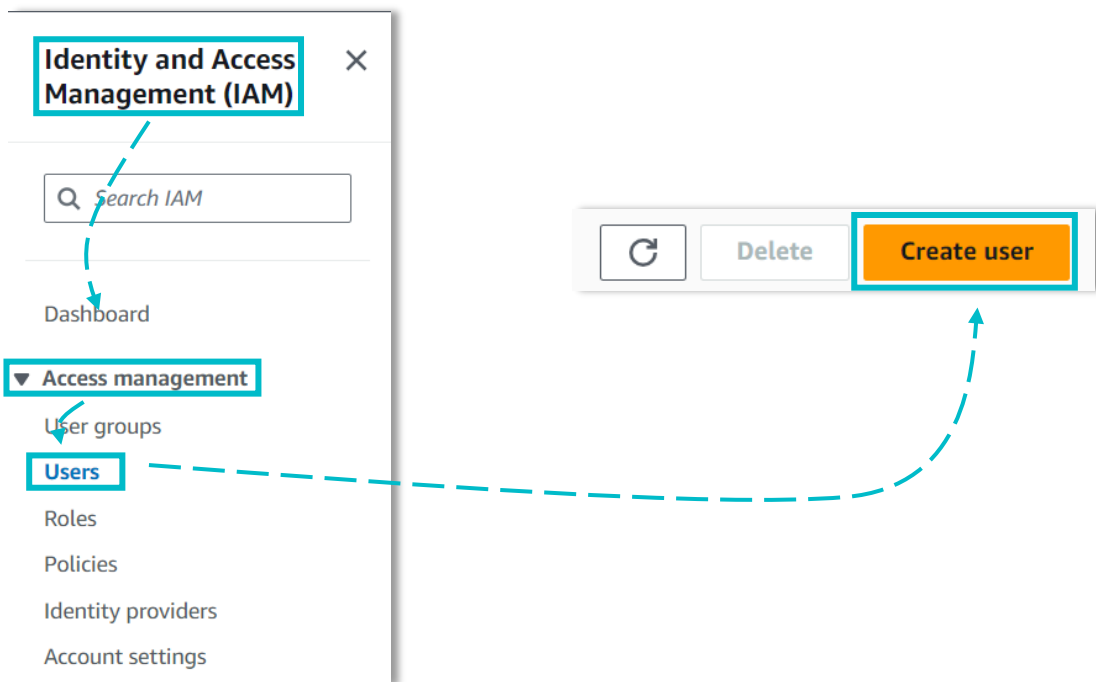 Identity and Access
Management (IAM)
Search IAM
Dashboard
Access management
User groups
Users
Roles
Policies
Identity providers
Account settings
Delete
Create user